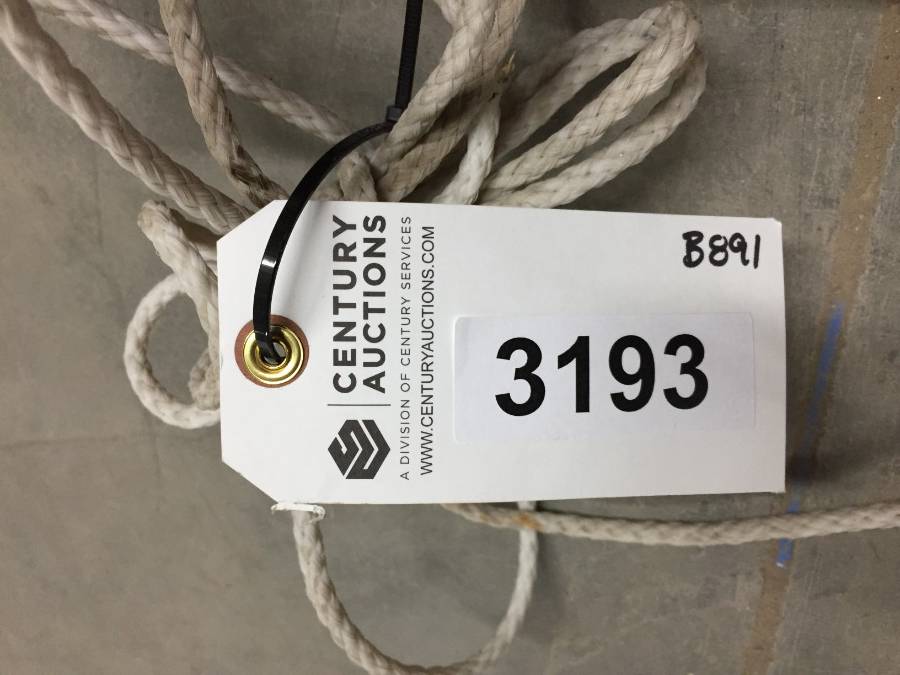 CENTURY
AUCTIONS
A DIVISION OF CENTURY SERVICES
WWW.CENTURYAUCTIONS.COM
B891
3193